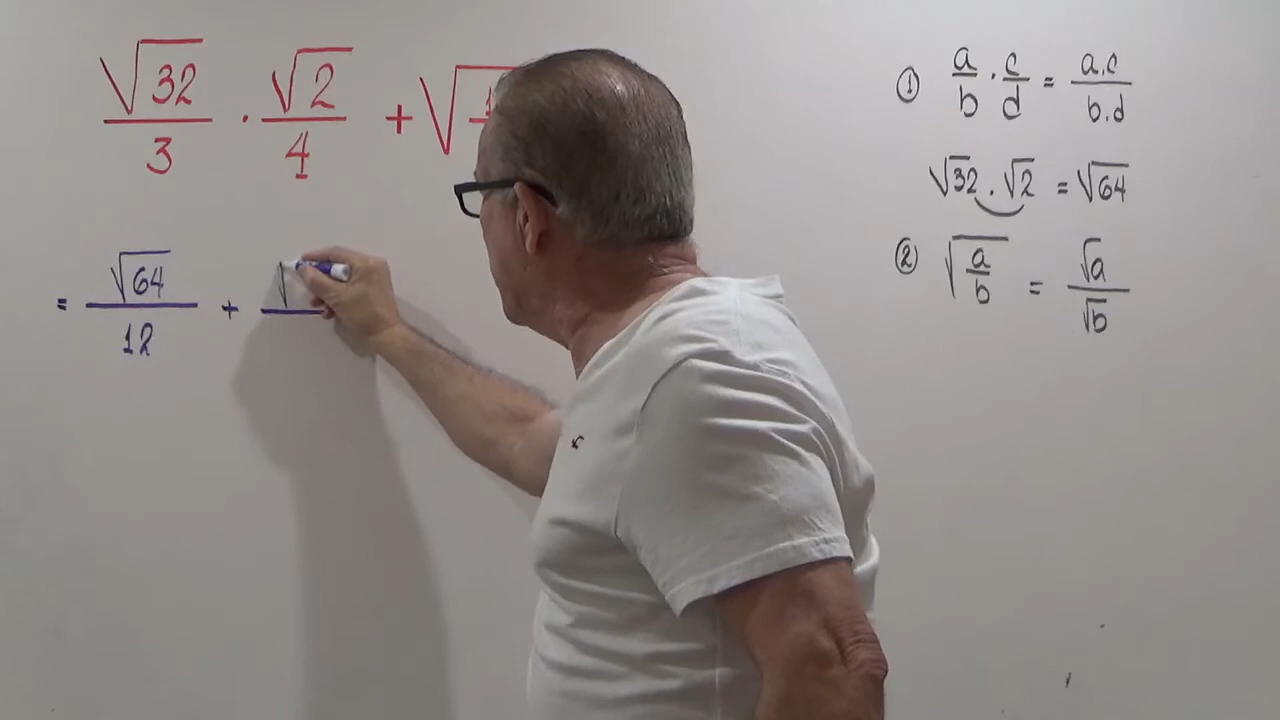 √32/3 · √2/4 + √
= √64/12 + √
① a/b · c/d = a.c/b.d
√32 . √2 = √64
② √(a/b) = √a/√b